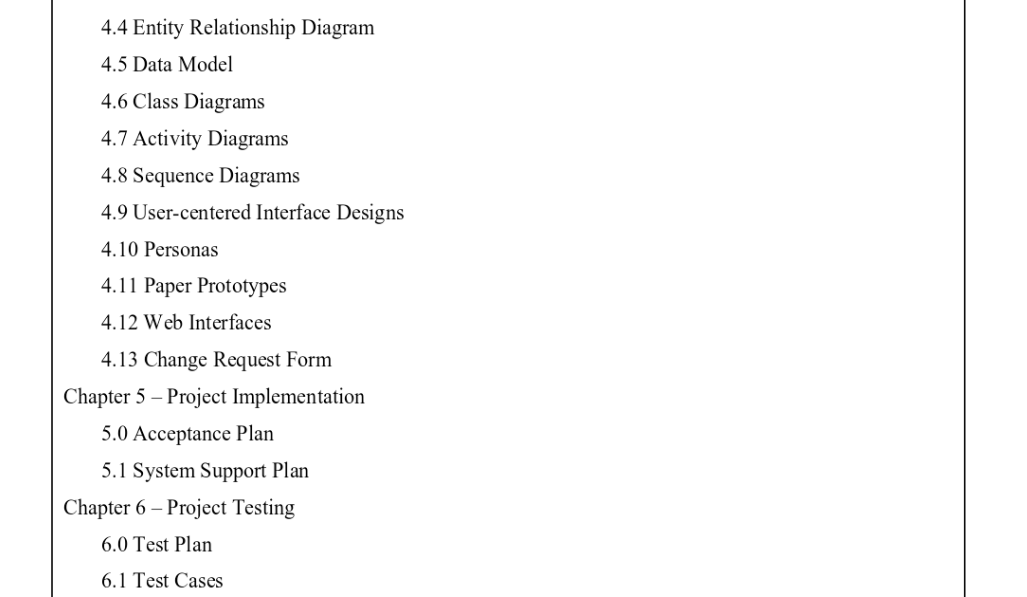 4.4 Entity Relationship Diagram
4.5 Data Model
4.6 Class Diagrams
4.7 Activity Diagrams
4.8 Sequence Diagrams
4.9 User-centered Interface Designs
4.10 Personas
4.11 Paper Prototypes
4.12 Web Interfaces
4.13 Change Request Form
Chapter 5 – Project Implementation
5.0 Acceptance Plan
5.1 System Support Plan
Chapter 6 – Project Testing
6.0 Test Plan
6.1 Test Cases